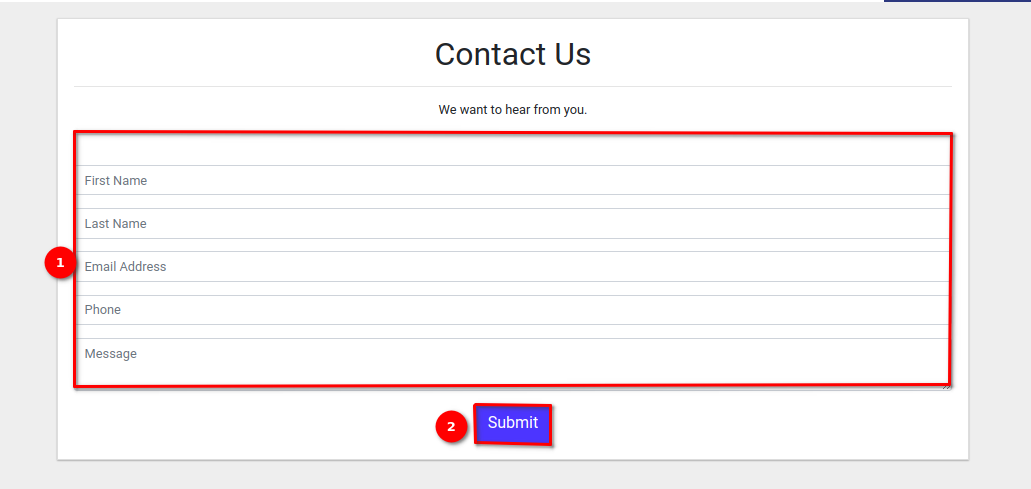 Contact Us
We want to hear from you.
First Name
Last Name
1
Email Address
Phone
Message
2
Submit